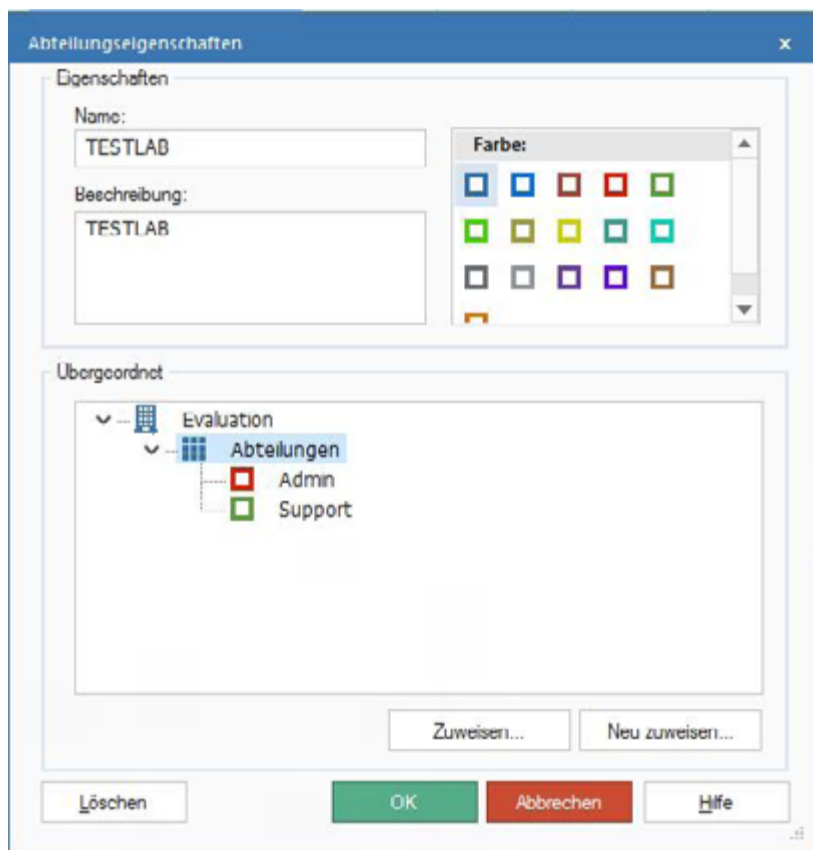 Abteilungseigenschaften
Eigenschaften
Name:
TESTLAB
Farbe:
Beschreibung:
TESTLAB
Übergeordnet
Evaluation
Abteilungen
Admin
Support
Zuweisen...
Neu zuweisen...
Löschen
OK
Abbrechen
Hilfe